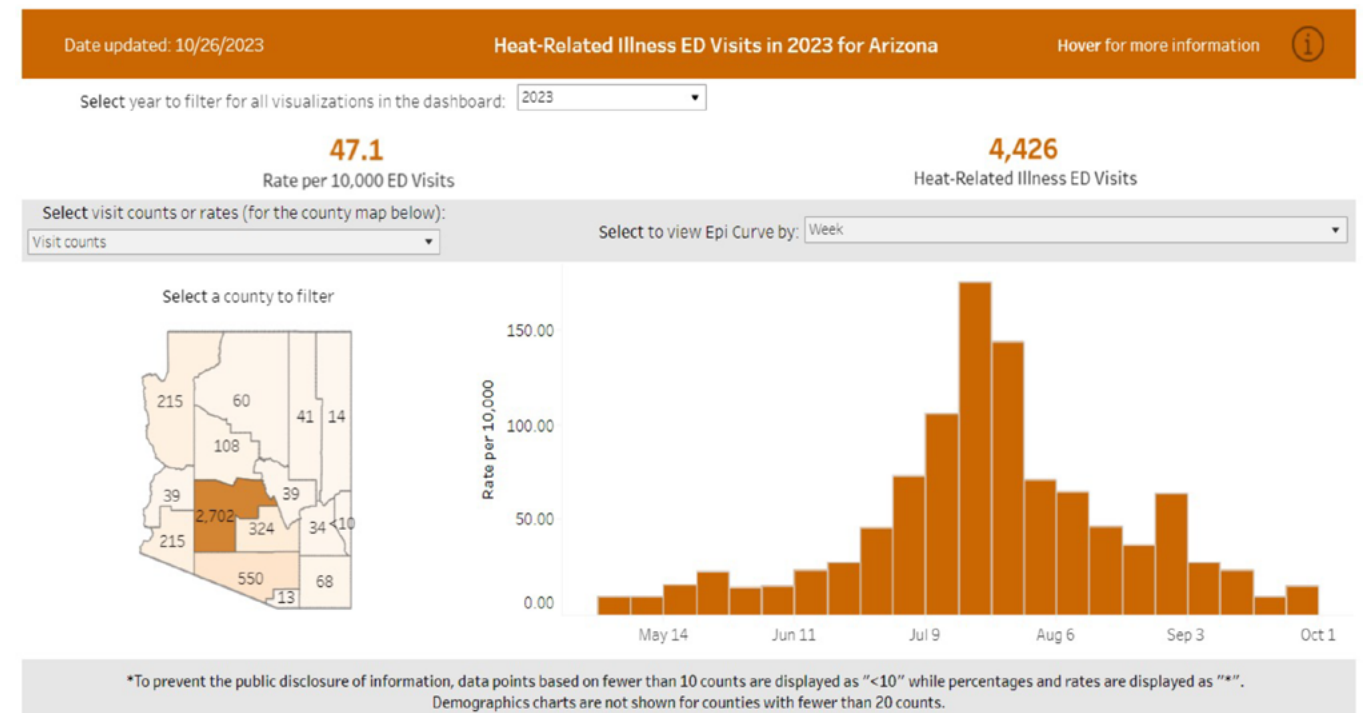 Date updated: 10/26/2023
Heat-Related Illness ED Visits in 2023 for Arizona
Hover for more information
i
Select year to filter for all visualizations in the dashboard:
2023
47.1
Rate per 10,000 ED Visits
4,426
Heat-Related Illness ED Visits
Select visit counts or rates (for the county map below):
Visit counts
Select to view Epi Curve by:
Week
Select a county to filter
215
60
41
14
108
39
39
2,702
324
34
<10
215
550
68
13
Rate per 10,000
150.00
100.00
50.00
0.00
May 14
Jun 11
Jul 9
Aug 6
Sep 3
Oct 1
*To prevent the public disclosure of information, data points based on fewer than 10 counts are displayed as "<10" while percentages and rates are displayed as "*".
Demographics charts are not shown for counties with fewer than 20 counts.